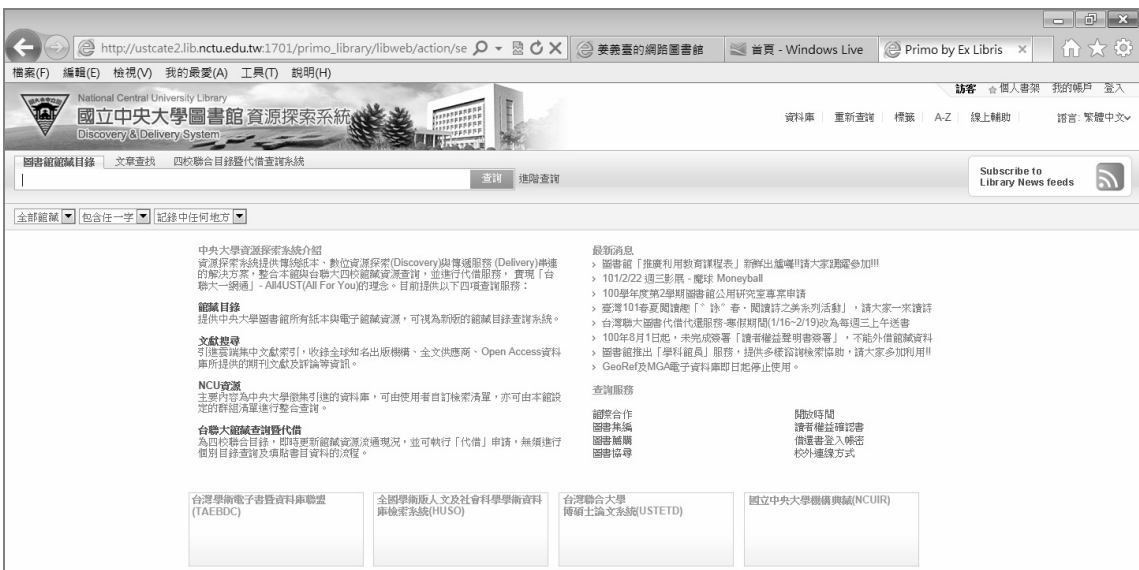 http://ustcate2.lib.nctu.edu.tw:1701/primo_library/libweb/action/se
姜義臺的網路圖書館
首頁 - Windows Live
Primo by Ex Libris
檔案(F) 編輯(E) 檢視(V) 我的最愛(A) 工具(T) 說明(H)
訪客 個人書架 我的帳戶 登入
National Central University Library
國立中央大學圖書館 資源探索系統
Discovery & Delivery System
資料庫 重新查詢 標籤 A-Z 線上輔助 語言: 繁體中文
圖書館館藏目錄 文章查找 四校聯合目錄暨代借查詢系統
查詢 進階查詢
Subscribe to
Library News feeds
全部館藏 包含任一字 記錄中任何地方
中央大學資源探索系統介紹
資源探索系統提供傳統紙本、數位資源探索(Discovery)與傳遞服務 (Delivery)串連
的解決方案，整合本館與台聯大四校館藏資源查詢，並進行代借服務， 實現「台
聯大一網通」- All4UST(All For You)的理念。目前提供以下四項查詢服務：
館藏目錄
提供中央大學圖書館所有紙本與電子館藏資源，可視為新版的館藏目錄查詢系統。
文獻搜尋
引進雲端集中文獻索引，收錄全球知名出版機構、全文供應商、Open Access資料
庫所提供的期刊文獻及評論等資訊。
NCU資源
主要內容為中央大學徵集引進的資料庫，可由使用者自訂檢索清單，亦可由本館設
定的群組清單進行整合查詢。
台聯大館藏查詢暨代借
為四校聯合目錄，即時更新館藏資源流通現況，並可執行「代借」申請，無須進行
個別目錄查詢及填貼書目資料的流程。
最新消息
› 圖書館「推廣利用教育課程表」新鮮出爐囉!!請大家踴躍參加!!!
› 101/2/22 週三影展 - 魔球 Moneyball
› 100學年度第2學期圖書館公用研究室專案申請
› 臺灣101春夏閱讀趣「〝詩〞春‧閱讀詩之美系列活動」，請大家一來讀詩
› 台灣聯大圖書代借代還服務-寒假期間(1/16~2/19)改為每週三上午送書
› 100年8月1日起，未完成簽署「讀者權益聲明書簽署」，不能外借館藏資料
› 圖書館推出「學科館員」服務，提供多樣諮詢檢索協助，請大家多加利用!!
› GeoRef及MGA電子資料庫即日起停止使用。
查詢服務
館際合作 開放時間
圖書集編 讀者權益確認書
圖書薦購 借還書登入帳密
圖書協尋 校外連線方式
台灣學術電子書暨資料庫聯盟
(TAEBDC)
全國學術版人文及社會科學學術資料
庫檢索系統(HUSO)
台灣聯合大學
博碩士論文系統(USTETD)
國立中央大學機構典藏(NCUIR)